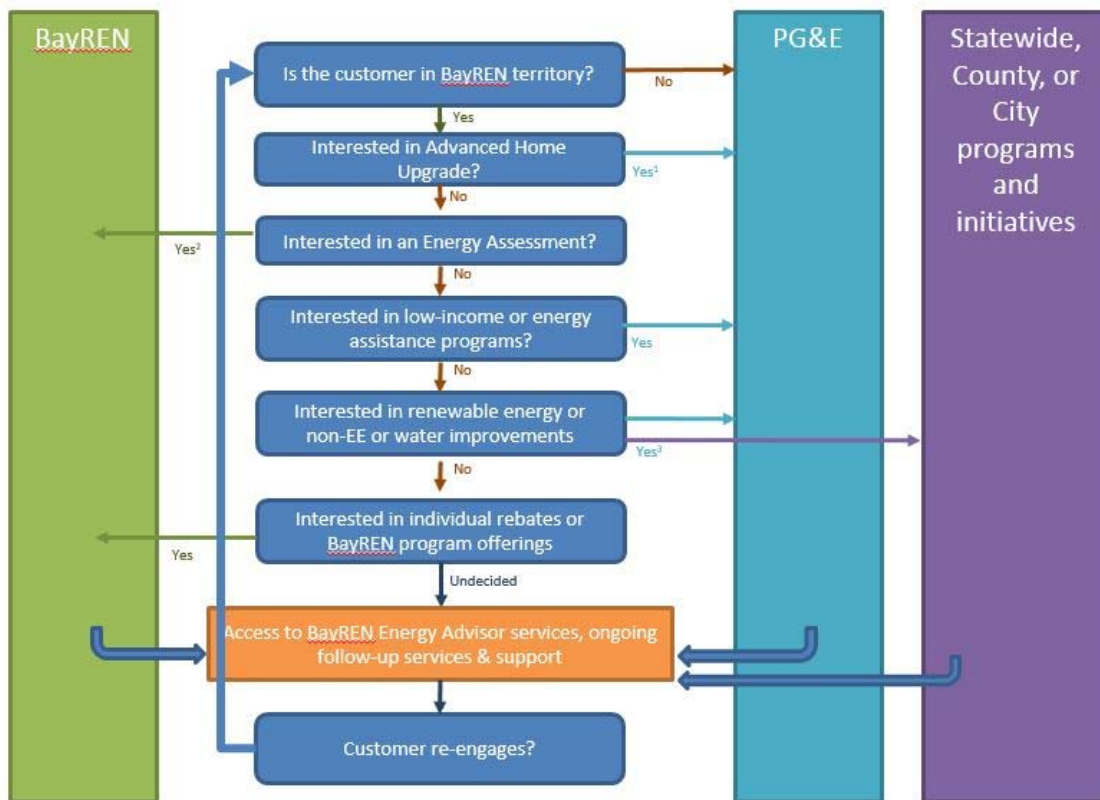 BayREN
PG&E
Statewide,
County, or
City
programs
and
initiatives
Is the customer in BayREN territory?
No
Yes
Interested in Advanced Home
Upgrade?
Yes¹
No
Interested in an Energy Assessment?
Yes²
No
Interested in low-income or energy
assistance programs?
Yes
No
Interested in renewable energy or
non-EE or water improvements
Yes³
No
Interested in individual rebates or
BayREN program offerings
Yes
Undecided
Access to BayREN Energy Advisor services, ongoing
follow-up services & support
Customer re-engages?